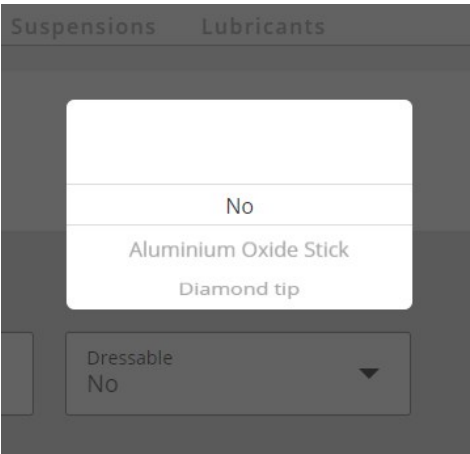 Suspensions Lubricants
No
Aluminium Oxide Stick
Diamond tip
Dressable
No